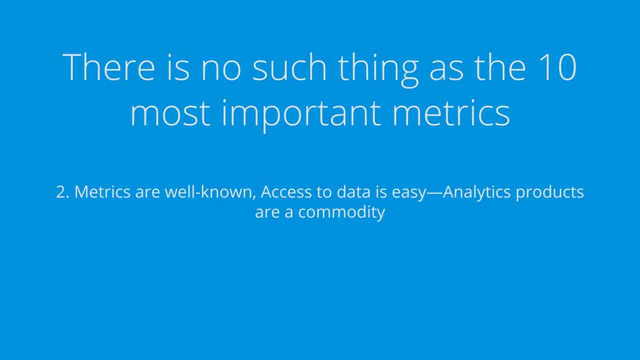 There is no such thing as the 10
most important metrics
2. Metrics are well-known, Access to data is easy—Analytics products
are a commodity